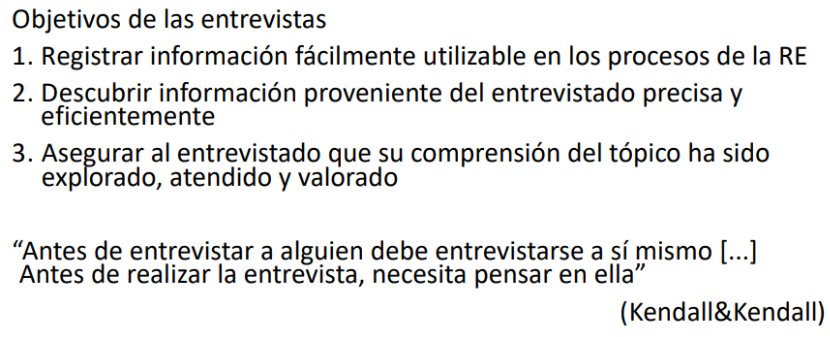 Objetivos de las entrevistas
1. Registrar información fácilmente utilizable en los procesos de la RE
2. Descubrir información proveniente del entrevistado precisa y
eficientemente
3. Asegurar al entrevistado que su comprensión del tópico ha sido
explorado, atendido y valorado
“Antes de entrevistar a alguien debe entrevistarse a sí mismo [...]
Antes de realizar la entrevista, necesita pensar en ella”
(Kendall&Kendall)